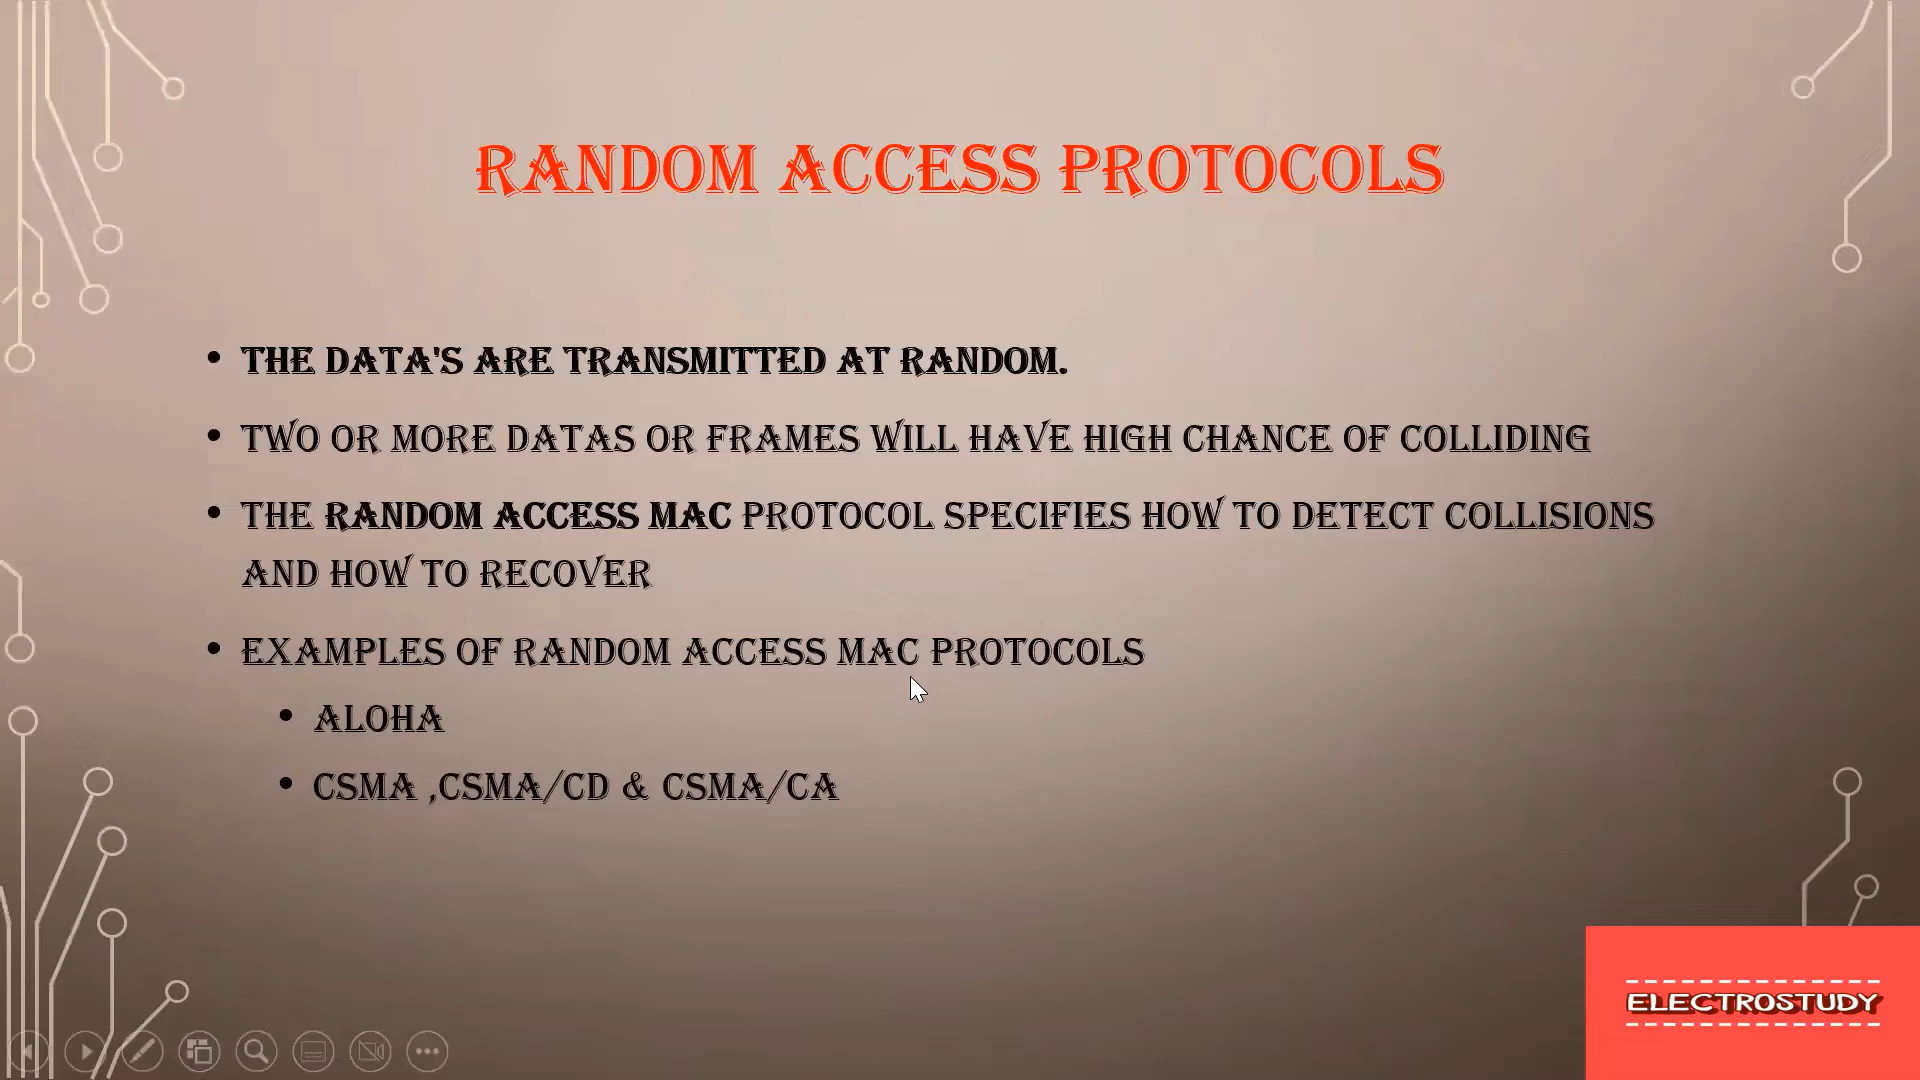 RANDOM ACCESS PROTOCOLS
• THE DATA'S ARE TRANSMITTED AT RANDOM.
• TWO OR MORE DATAS OR FRAMES WILL HAVE HIGH CHANCE OF COLLIDING
• THE RANDOM ACCESS MAC PROTOCOL SPECIFIES HOW TO DETECT COLLISIONS
AND HOW TO RECOVER
• EXAMPLES OF RANDOM ACCESS MAC PROTOCOLS
• ALOHA
• CSMA ,CSMA/CD & CSMA/CA
ELECTROSTUDY